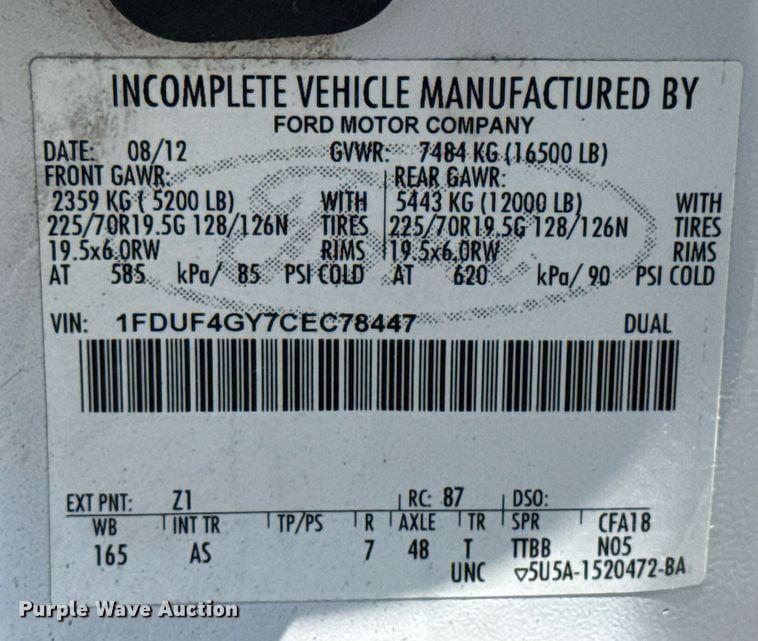 INCOMPLETE VEHICLE MANUFACTURED BY
FORD MOTOR COMPANY
DATE: 08/12 GVWR: 7484 KG (16500 LB)
FRONT GAWR: REAR GAWR:
2359 KG ( 5200 LB) WITH 5443 KG (12000 LB) WITH
225/70R19.5G 128/126N TIRES 225/70R19.5G 128/126N TIRES
19.5x6.0RW RIMS 19.5x6.0RW RIMS
AT 585 kPa/ 85 PSI COLD AT 620 kPa/ 90 PSI COLD
VIN: 1FDUF4GY7CEC78447 DUAL
EXT PNT: Z1 RC: 87 DSO:
WB INT TR TP/PS R AXLE TR SPR CFA18
165 AS 7 48 T TTBB N05
UNC ▽5U5A-1520472-BA
Purple Wave Auction